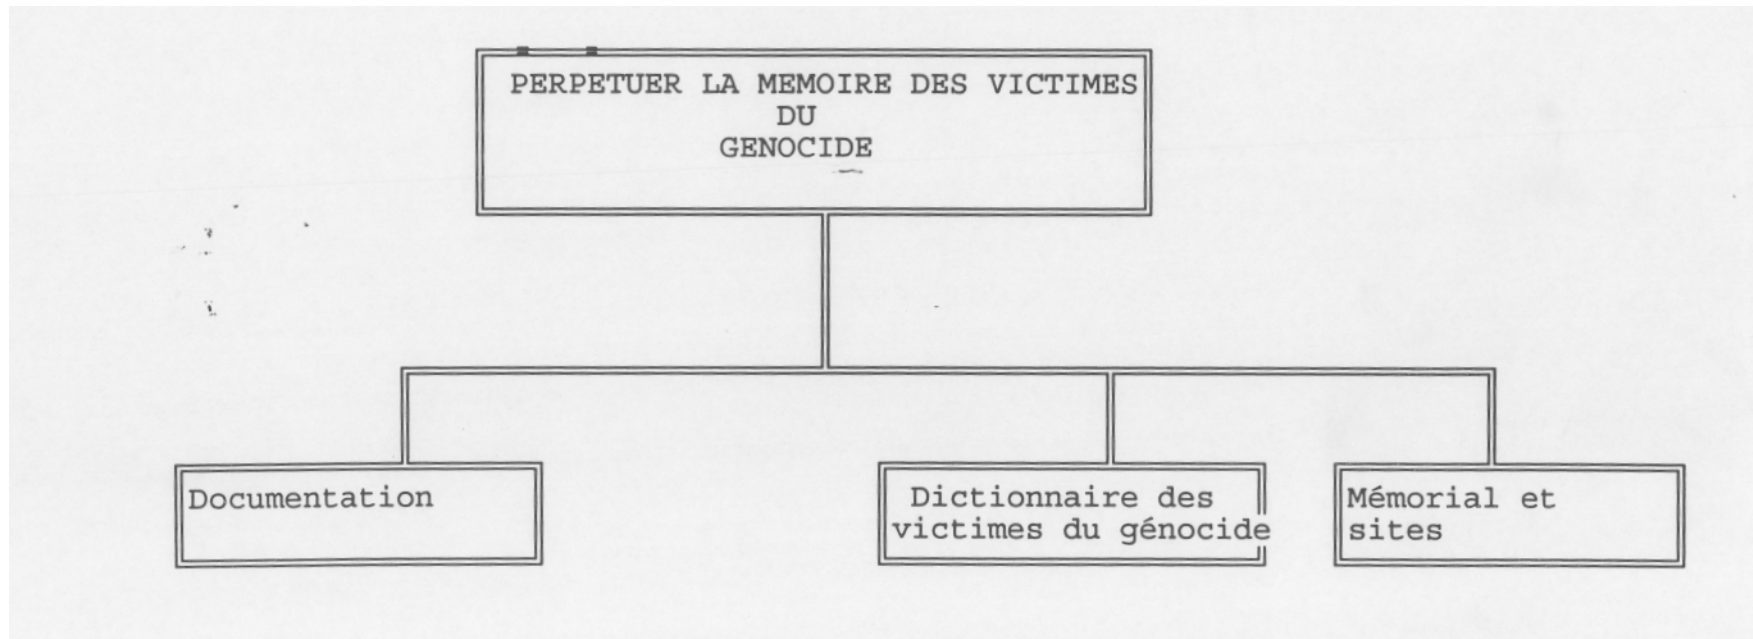 PERPETUER LA MEMOIRE DES VICTIMES
DU
GENOCIDE
Documentation
Dictionnaire des
victimes du génocide
Mémorial et
sites